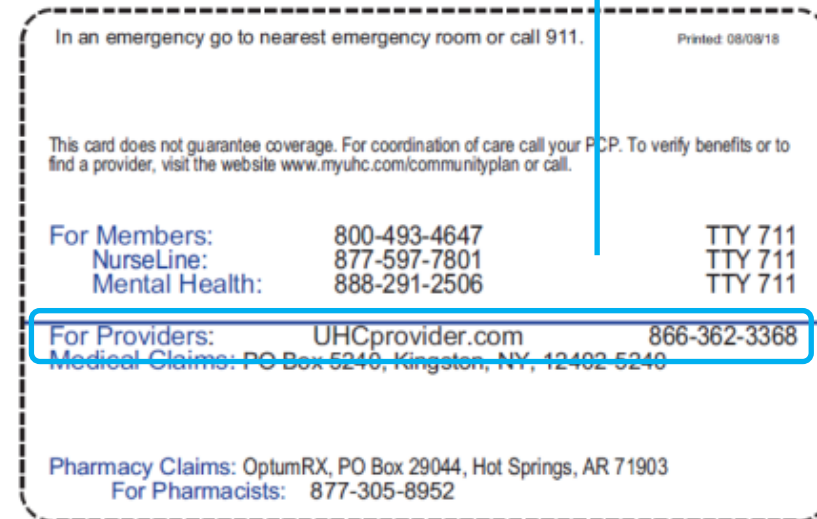 In an emergency go to nearest emergency room or call 911. Printed: 08/08/18
This card does not guarantee coverage. For coordination of care call your PCP. To verify benefits or to
find a provider, visit the website www.myuhc.com/communityplan or call.
For Members: 800-493-4647 TTY 711
NurseLine: 877-597-7801 TTY 711
Mental Health: 888-291-2506 TTY 711
For Providers: UHCprovider.com 866-362-3368
Medical Claims: PO Box 5240, Kingston, NY, 12402-5240
Pharmacy Claims: OptumRX, PO Box 29044, Hot Springs, AR 71903
For Pharmacists: 877-305-8952